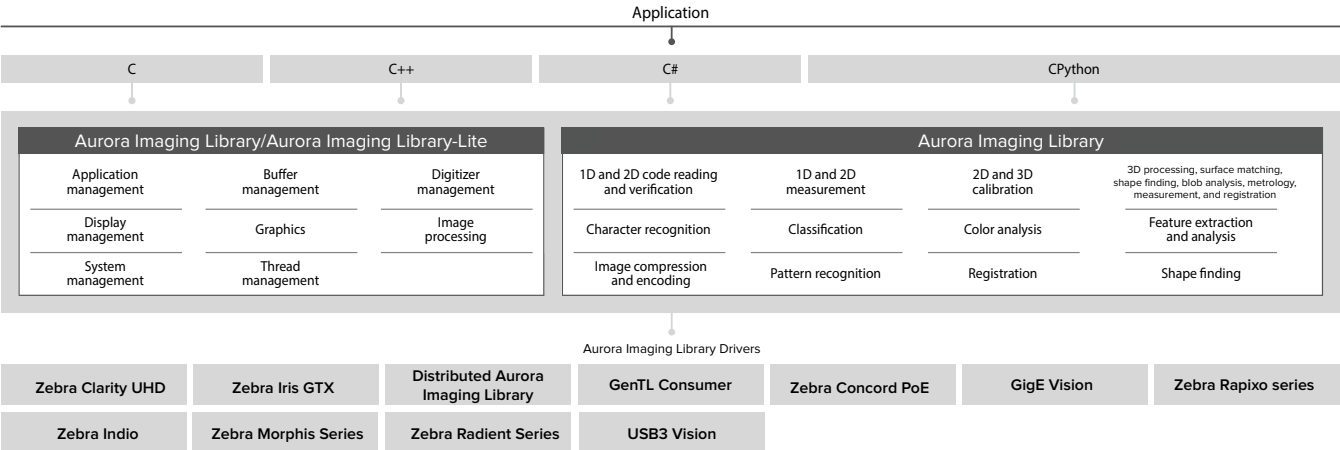 Application
C
C++
C#
CPython
Aurora Imaging Library/Aurora Imaging Library-Lite
Application
management
Buffer
management
Digitizer
management
Display
management
Graphics
Image
processing
System
management
Thread
management
Aurora Imaging Library
1D and 2D code reading
and verification
1D and 2D
measurement
2D and 3D
calibration
3D processing, surface matching,
shape finding, blob analysis, metrology,
measurement, and registration
Character recognition
Classification
Color analysis
Feature extraction
and analysis
Image compression
and encoding
Pattern recognition
Registration
Shape finding
Aurora Imaging Library Drivers
Zebra Clarity UHD
Zebra Iris GTX
Distributed Aurora
Imaging Library
GenTL Consumer
Zebra Concord PoE
GigE Vision
Zebra Rapixo series
Zebra Indio
Zebra Morphis Series
Zebra Radient Series
USB3 Vision